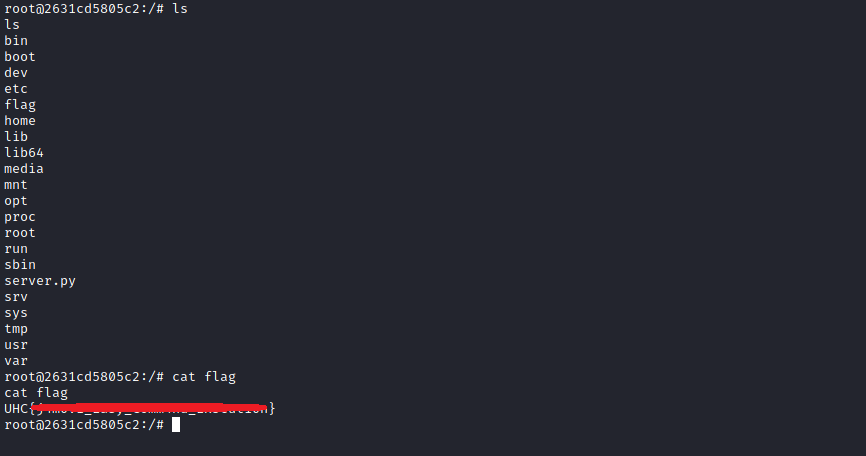 root@2631cd5805c2:/# ls
ls
bin
boot
dev
etc
flag
home
lib
lib64
media
mnt
opt
proc
root
run
sbin
server.py
srv
sys
tmp
usr
var
root@2631cd5805c2:/# cat flag
cat flag
UHC{ }
root@2631cd5805c2:/#